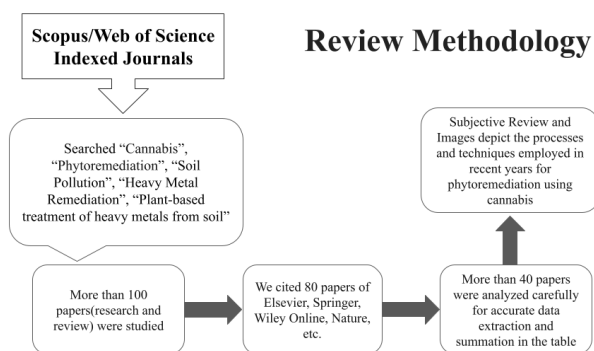 Scopus/Web of Science
Indexed Journals
Review Methodology
Searched “Cannabis”,
“Phytoremediation”, “Soil
Pollution”, “Heavy Metal
Remediation”, “Plant-based
treatment of heavy metals from soil”
More than 100
papers(research and
review) were studied
We cited 80 papers of
Elsevier, Springer,
Wiley Online, Nature,
etc.
More than 40 papers
were analyzed carefully
for accurate data
extraction and
summation in the table
Subjective Review and
Images depict the processes
and techniques employed in
recent years for
phytoremediation using
cannabis